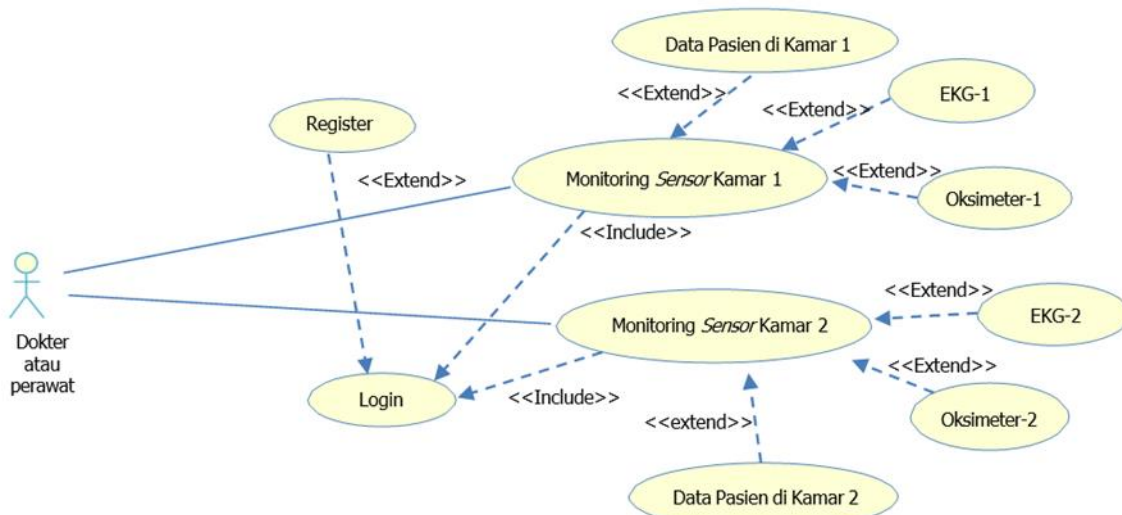 Data Pasien di Kamar 1
<<Extend>>
<<Extend>>
EKG-1
Register
<<Extend>>
Monitoring Sensor Kamar 1
<<Extend>>
Oksimeter-1
<<Include>>
Dokter
atau
perawat
Monitoring Sensor Kamar 2
<<Extend>>
EKG-2
<<Extend>>
Login
<<Include>>
Oksimeter-2
<<extend>>
Data Pasien di Kamar 2